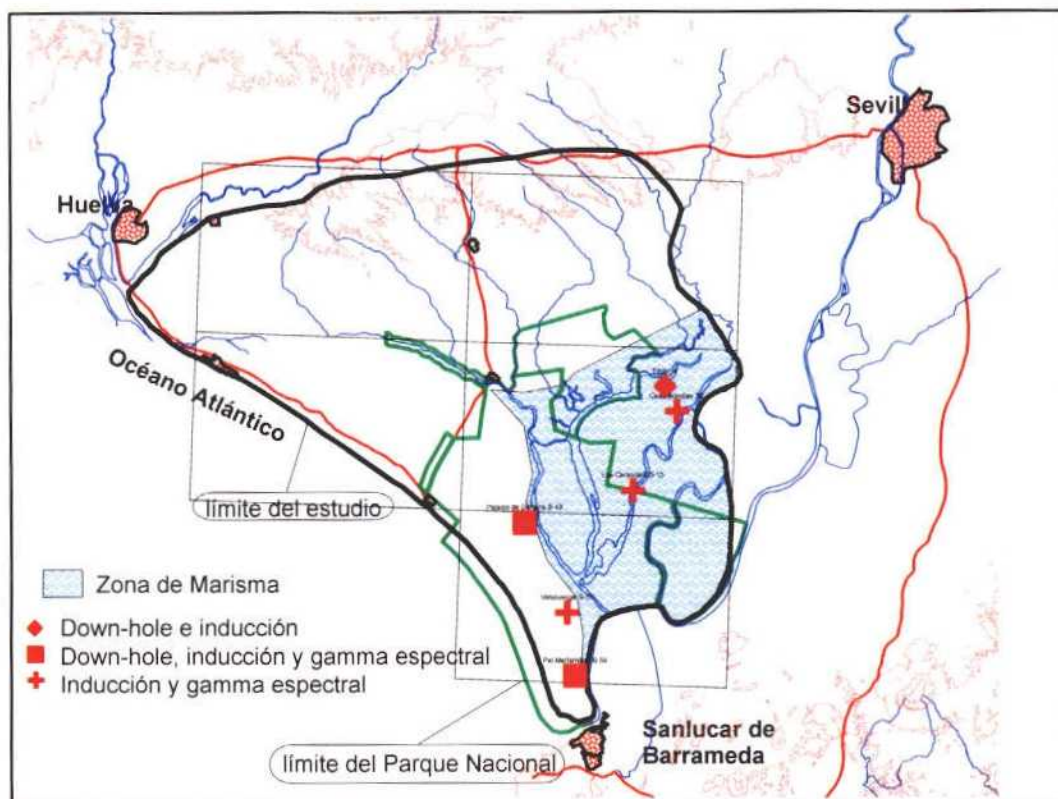 Sevill
Huelva
Océano Atlántico
límite del estudio
Zona de Marisma
Down-hole e inducción
Down-hole, inducción y gamma espectral
Inducción y gamma espectral
límite del Parque Nacional
Sanlucar de
Barrameda